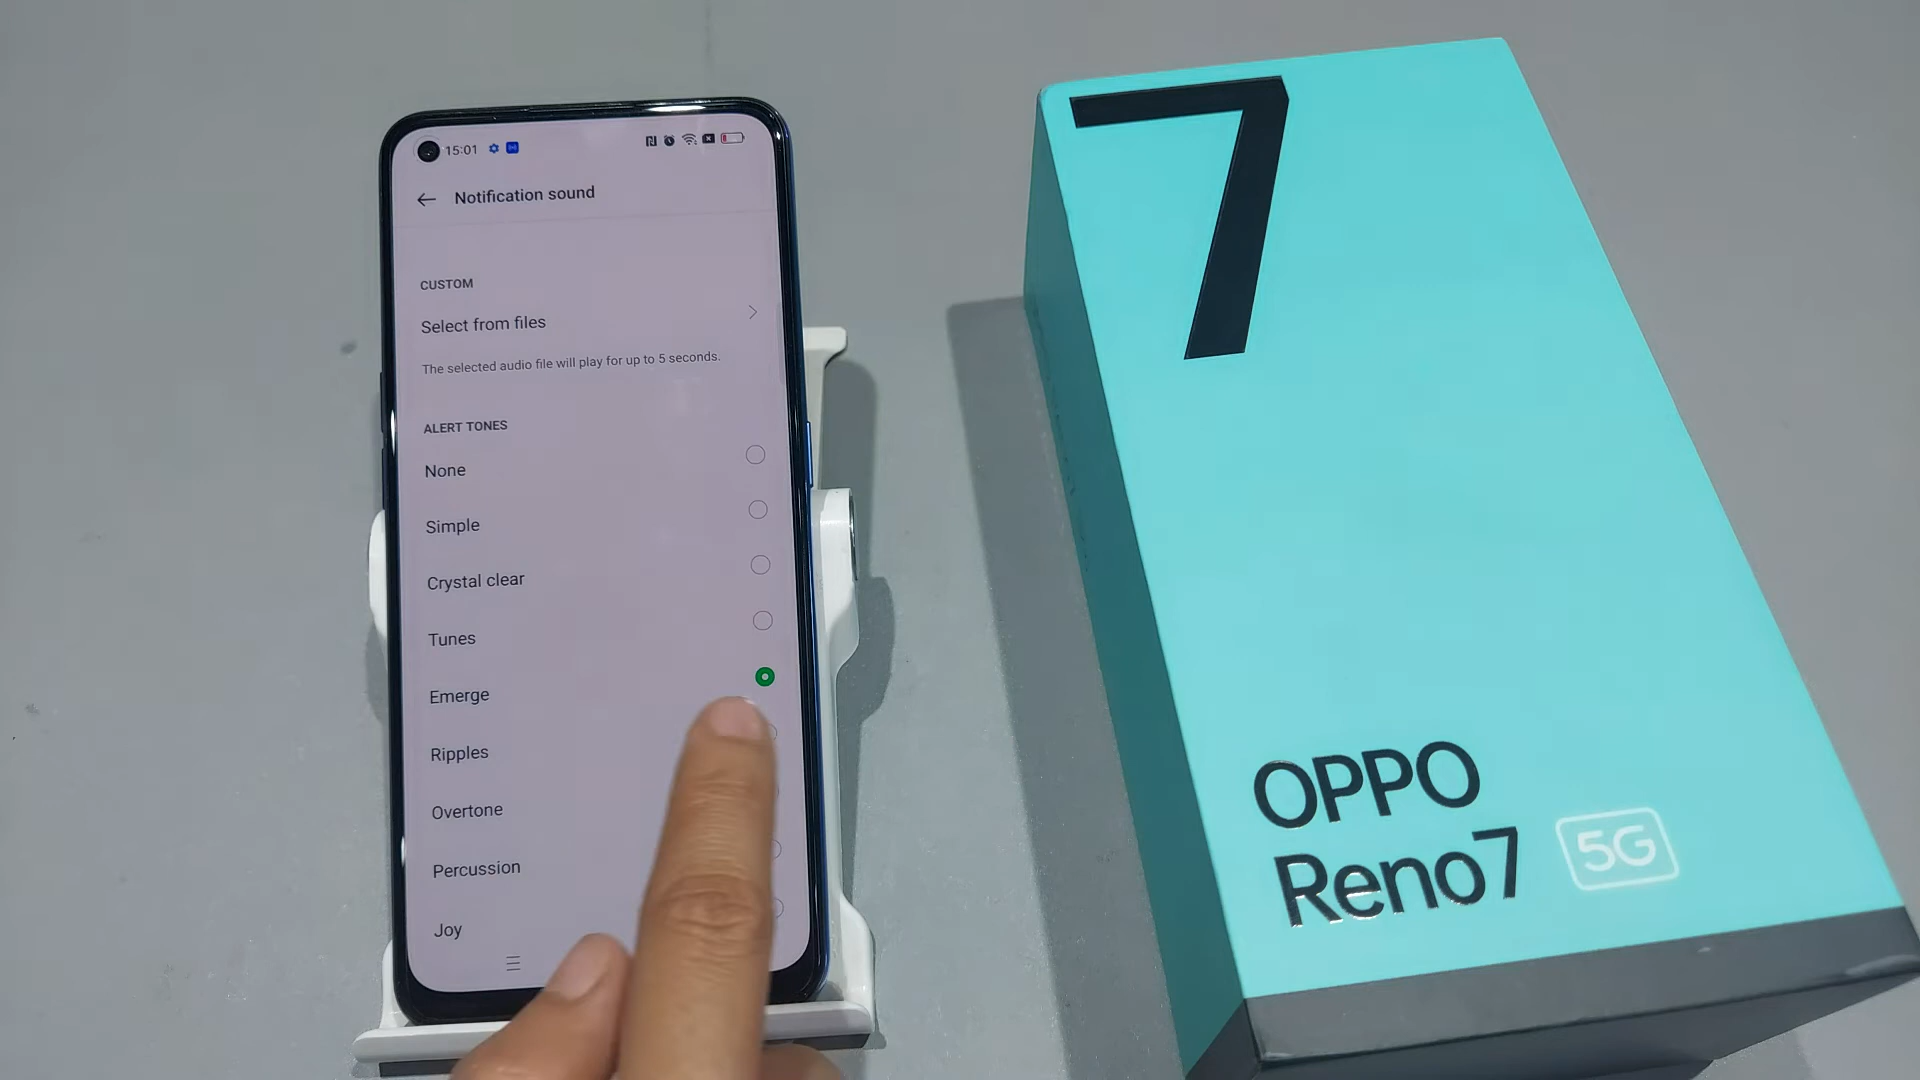 15:01
Notification sound
CUSTOM
Select from files
The selected audio file will play for up to 5 seconds.
ALERT TONES
None
Simple
Crystal clear
Tunes
Emerge
Ripples
Overtone
Percussion
Joy
7
OPPO
Reno7 5G